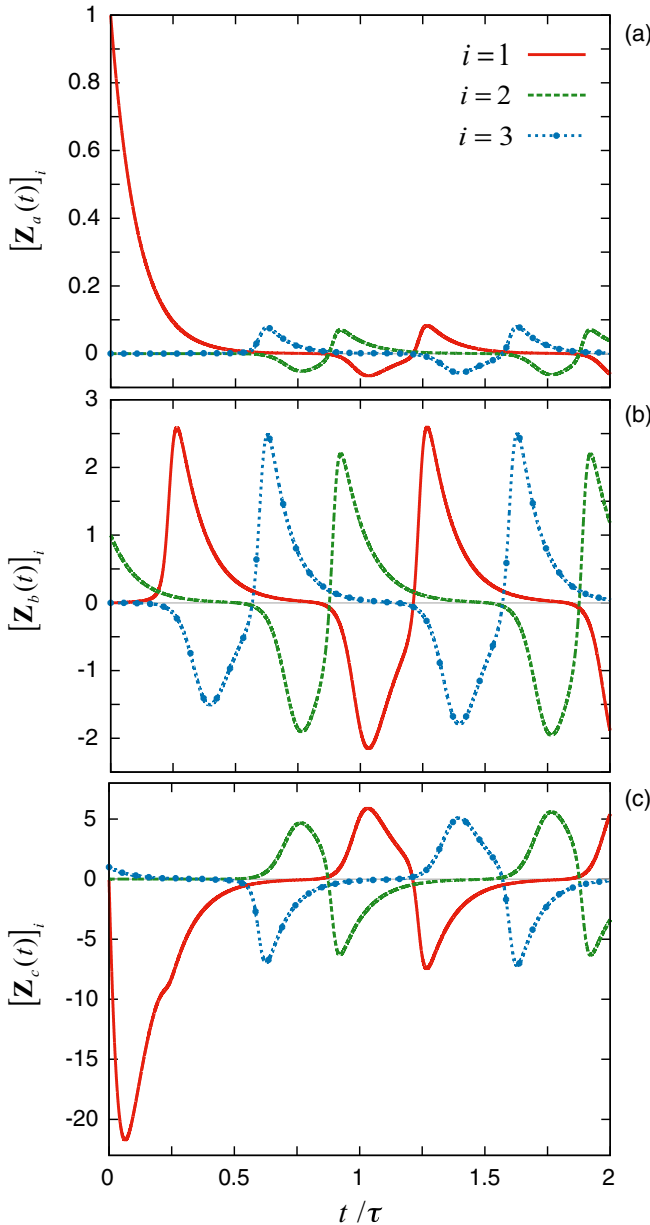 (a)
1
0.8
0.6
0.4
0.2
0
[Z_a(t)]_i
i = 1
i = 2
i = 3
(b)
3
2
1
0
-1
-2
[Z_b(t)]_i
(c)
5
0
-5
-10
-15
-20
[Z_c(t)]_i
0 0.5 1 1.5 2
t / τ